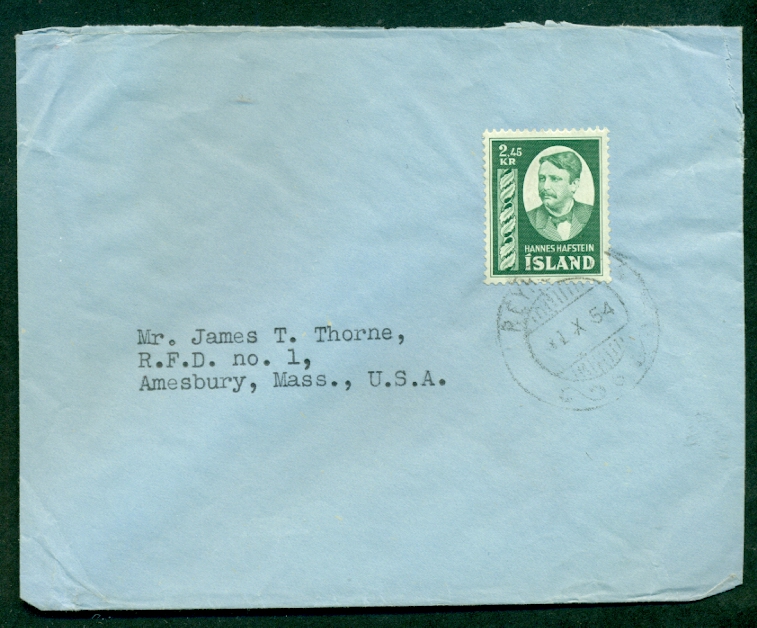 2,45
KR
HANNES HAFSTEIN
ÍSLAND
X 54
Mr. James T. Thorne,
R.F.D. no. 1,
Amesbury, Mass., U.S.A.